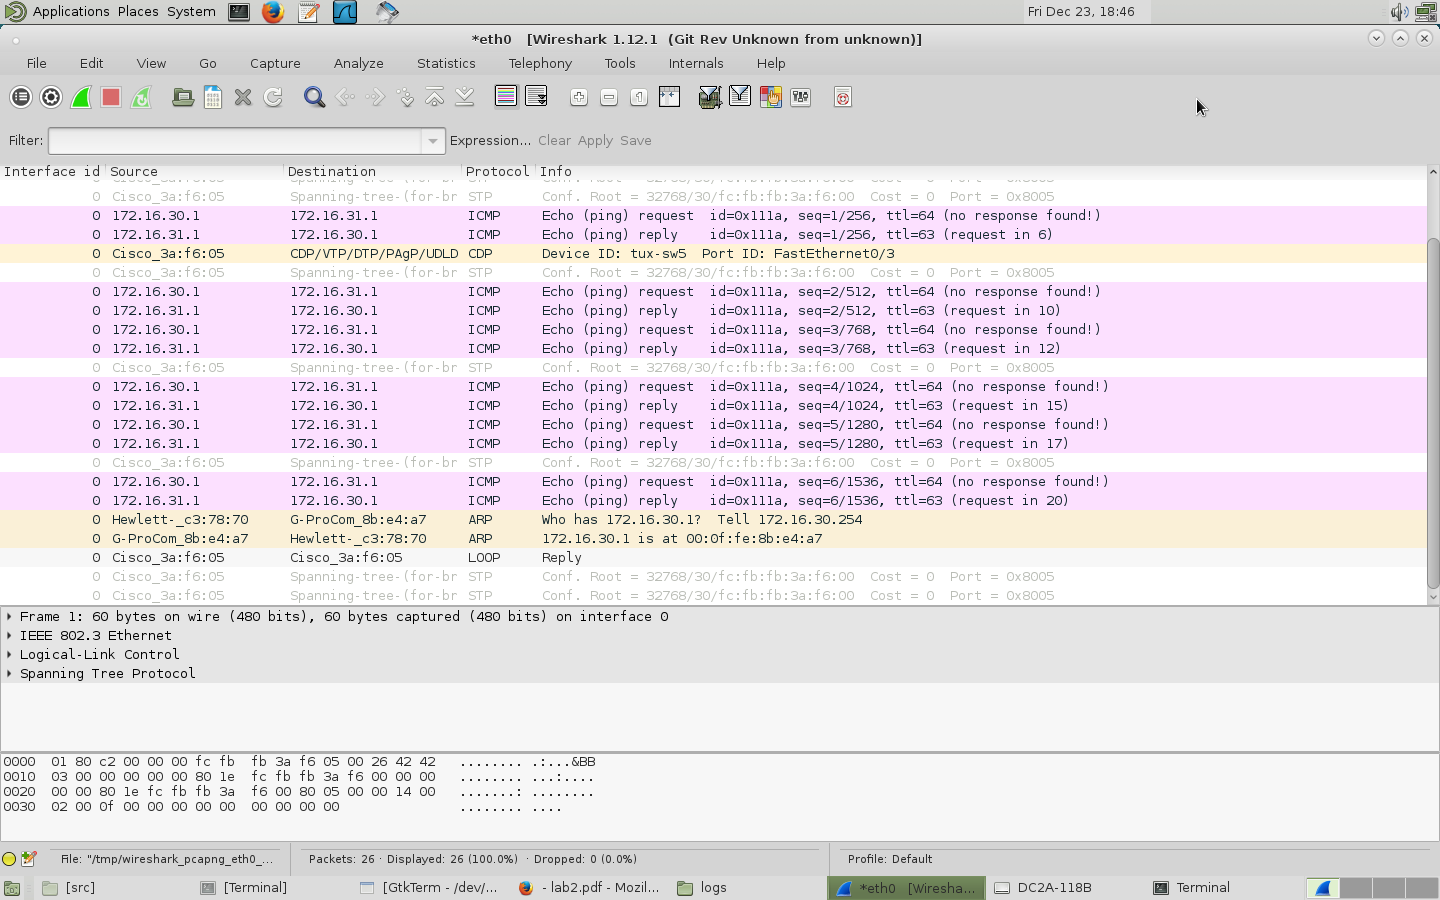 Applications Places System Fri Dec 23, 18:46
*eth0 [Wireshark 1.12.1 (Git Rev Unknown from unknown)]
File Edit View Go Capture Analyze Statistics Telephony Tools Internals Help
Filter: Expression... Clear Apply Save
Interface id Source Destination Protocol Info
0 Cisco_3a:f6:05 Spanning-tree-(for-br STP Conf. Root = 32768/30/fc:fb:fb:3a:f6:00 Cost = 0 Port = 0x8005
0 Cisco_3a:f6:05 Spanning-tree-(for-br STP Conf. Root = 32768/30/fc:fb:fb:3a:f6:00 Cost = 0 Port = 0x8005
0 172.16.30.1 172.16.31.1 ICMP Echo (ping) request id=0x111a, seq=1/256, ttl=64 (no response found!)
0 172.16.31.1 172.16.30.1 ICMP Echo (ping) reply id=0x111a, seq=1/256, ttl=63 (request in 6)
0 Cisco_3a:f6:05 CDP/VTP/DTP/PAgP/UDLD CDP Device ID: tux-sw5 Port ID: FastEthernet0/3
0 Cisco_3a:f6:05 Spanning-tree-(for-br STP Conf. Root = 32768/30/fc:fb:fb:3a:f6:00 Cost = 0 Port = 0x8005
0 172.16.30.1 172.16.31.1 ICMP Echo (ping) request id=0x111a, seq=2/512, ttl=64 (no response found!)
0 172.16.31.1 172.16.30.1 ICMP Echo (ping) reply id=0x111a, seq=2/512, ttl=63 (request in 10)
0 172.16.30.1 172.16.31.1 ICMP Echo (ping) request id=0x111a, seq=3/768, ttl=64 (no response found!)
0 172.16.31.1 172.16.30.1 ICMP Echo (ping) reply id=0x111a, seq=3/768, ttl=63 (request in 12)
0 Cisco_3a:f6:05 Spanning-tree-(for-br STP Conf. Root = 32768/30/fc:fb:fb:3a:f6:00 Cost = 0 Port = 0x8005
0 172.16.30.1 172.16.31.1 ICMP Echo (ping) request id=0x111a, seq=4/1024, ttl=64 (no response found!)
0 172.16.31.1 172.16.30.1 ICMP Echo (ping) reply id=0x111a, seq=4/1024, ttl=63 (request in 15)
0 172.16.30.1 172.16.31.1 ICMP Echo (ping) request id=0x111a, seq=5/1280, ttl=64 (no response found!)
0 172.16.31.1 172.16.30.1 ICMP Echo (ping) reply id=0x111a, seq=5/1280, ttl=63 (request in 17)
0 Cisco_3a:f6:05 Spanning-tree-(for-br STP Conf. Root = 32768/30/fc:fb:fb:3a:f6:00 Cost = 0 Port = 0x8005
0 172.16.30.1 172.16.31.1 ICMP Echo (ping) request id=0x111a, seq=6/1536, ttl=64 (no response found!)
0 172.16.31.1 172.16.30.1 ICMP Echo (ping) reply id=0x111a, seq=6/1536, ttl=63 (request in 20)
0 Hewlett-_c3:78:70 G-ProCom_8b:e4:a7 ARP Who has 172.16.30.1? Tell 172.16.30.254
0 G-ProCom_8b:e4:a7 Hewlett-_c3:78:70 ARP 172.16.30.1 is at 00:0f:fe:8b:e4:a7
0 Cisco_3a:f6:05 Cisco_3a:f6:05 LOOP Reply
0 Cisco_3a:f6:05 Spanning-tree-(for-br STP Conf. Root = 32768/30/fc:fb:fb:3a:f6:00 Cost = 0 Port = 0x8005
0 Cisco_3a:f6:05 Spanning-tree-(for-br STP Conf. Root = 32768/30/fc:fb:fb:3a:f6:00 Cost = 0 Port = 0x8005
Frame 1: 60 bytes on wire (480 bits), 60 bytes captured (480 bits) on interface 0
IEEE 802.3 Ethernet
Logical-Link Control
Spanning Tree Protocol
0000 01 80 c2 00 00 00 fc fb fb 3a f6 05 00 26 42 42 ........ .:...&BB
0010 03 00 00 00 00 00 80 1e fc fb fb 3a f6 00 00 00 ........ ...:....
0020 00 00 80 1e fc fb fb 3a f6 00 80 05 00 00 14 00 .......: ........
0030 02 00 0f 00 00 00 00 00 00 00 00 00 ........ ....
File: "/tmp/wireshark_pcapng_eth0_... Packets: 26 · Displayed: 26 (100.0%) · Dropped: 0 (0.0%) Profile: Default
[src] [Terminal] [GtkTerm - /dev/... - lab2.pdf - Mozil... logs *eth0 [Wiresha... DC2A-118B Terminal